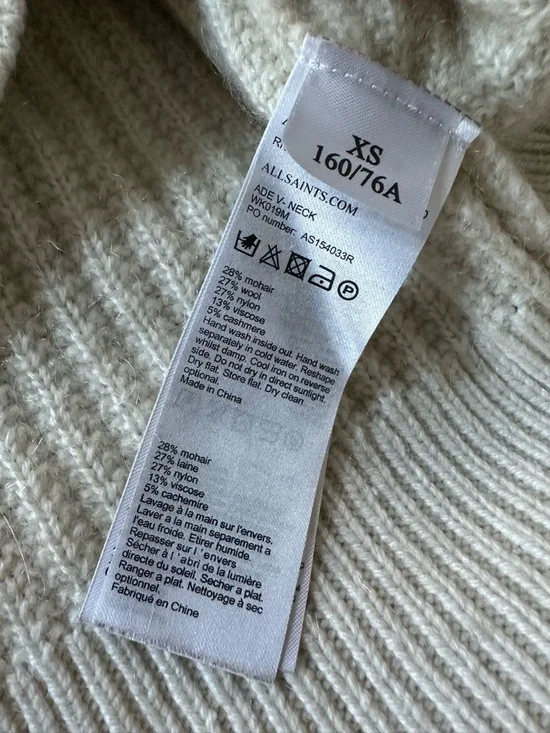 XS
160/76A
ALLSAINTS.COM
ADE V- NECK
WK019M
PO number: AS154033R
P
28% mohair
27% wool
27% nylon
13% viscose
5% cashmere
Hand wash inside out. Hand wash
separately in cold water. Reshape
whilst damp. Cool iron on reverse
side. Do not dry in direct sunlight.
Dry flat. Store flat. Dry clean
optional.
Made in China
28% mohair
27% laine
27% nylon
13% viscose
5% cachemire
Lavage à la main sur l'envers.
Laver a la main separement a
l'eau froide. Etirer humide.
Repasser sur l'envers
Sécher à l'abri de la lumière
directe du soleil. Secher a plat.
Ranger a plat. Nettoyage à sec
optionnel.
Fabriqué en Chine